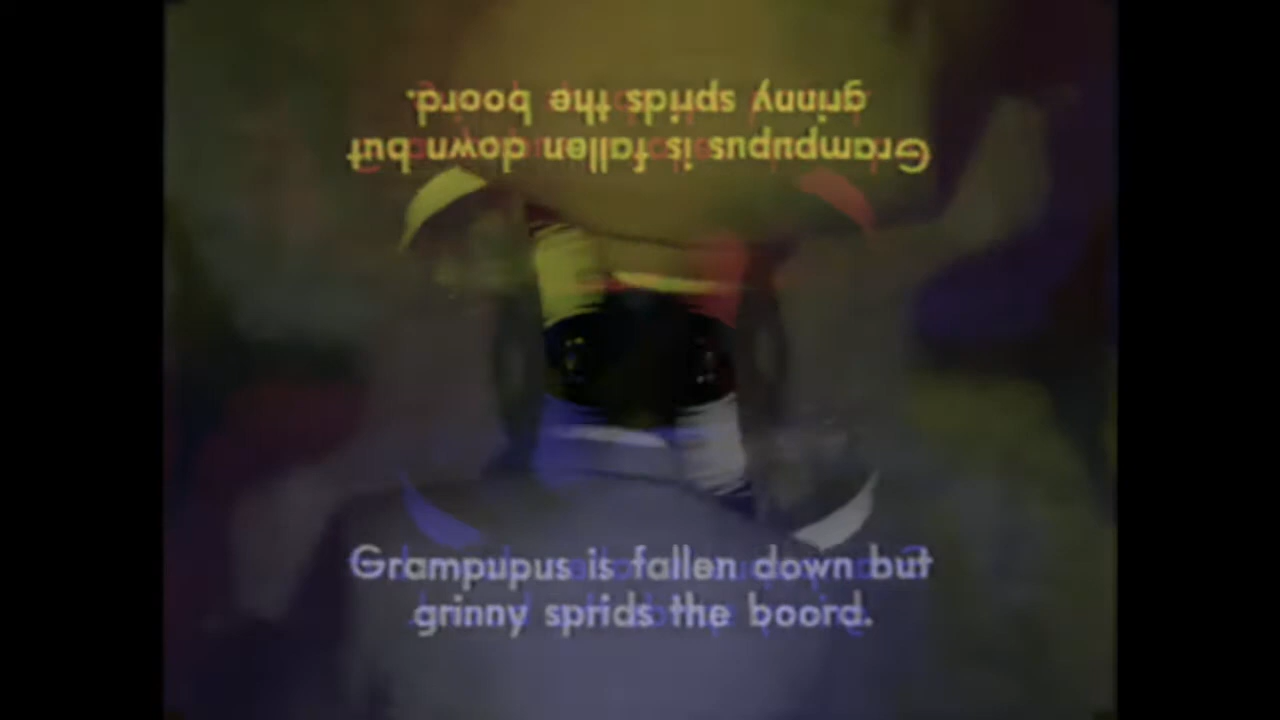 grinny sprids the boord.
Grampupus is fallen down but
Grampupus is fallen down but
grinny sprids the boord.